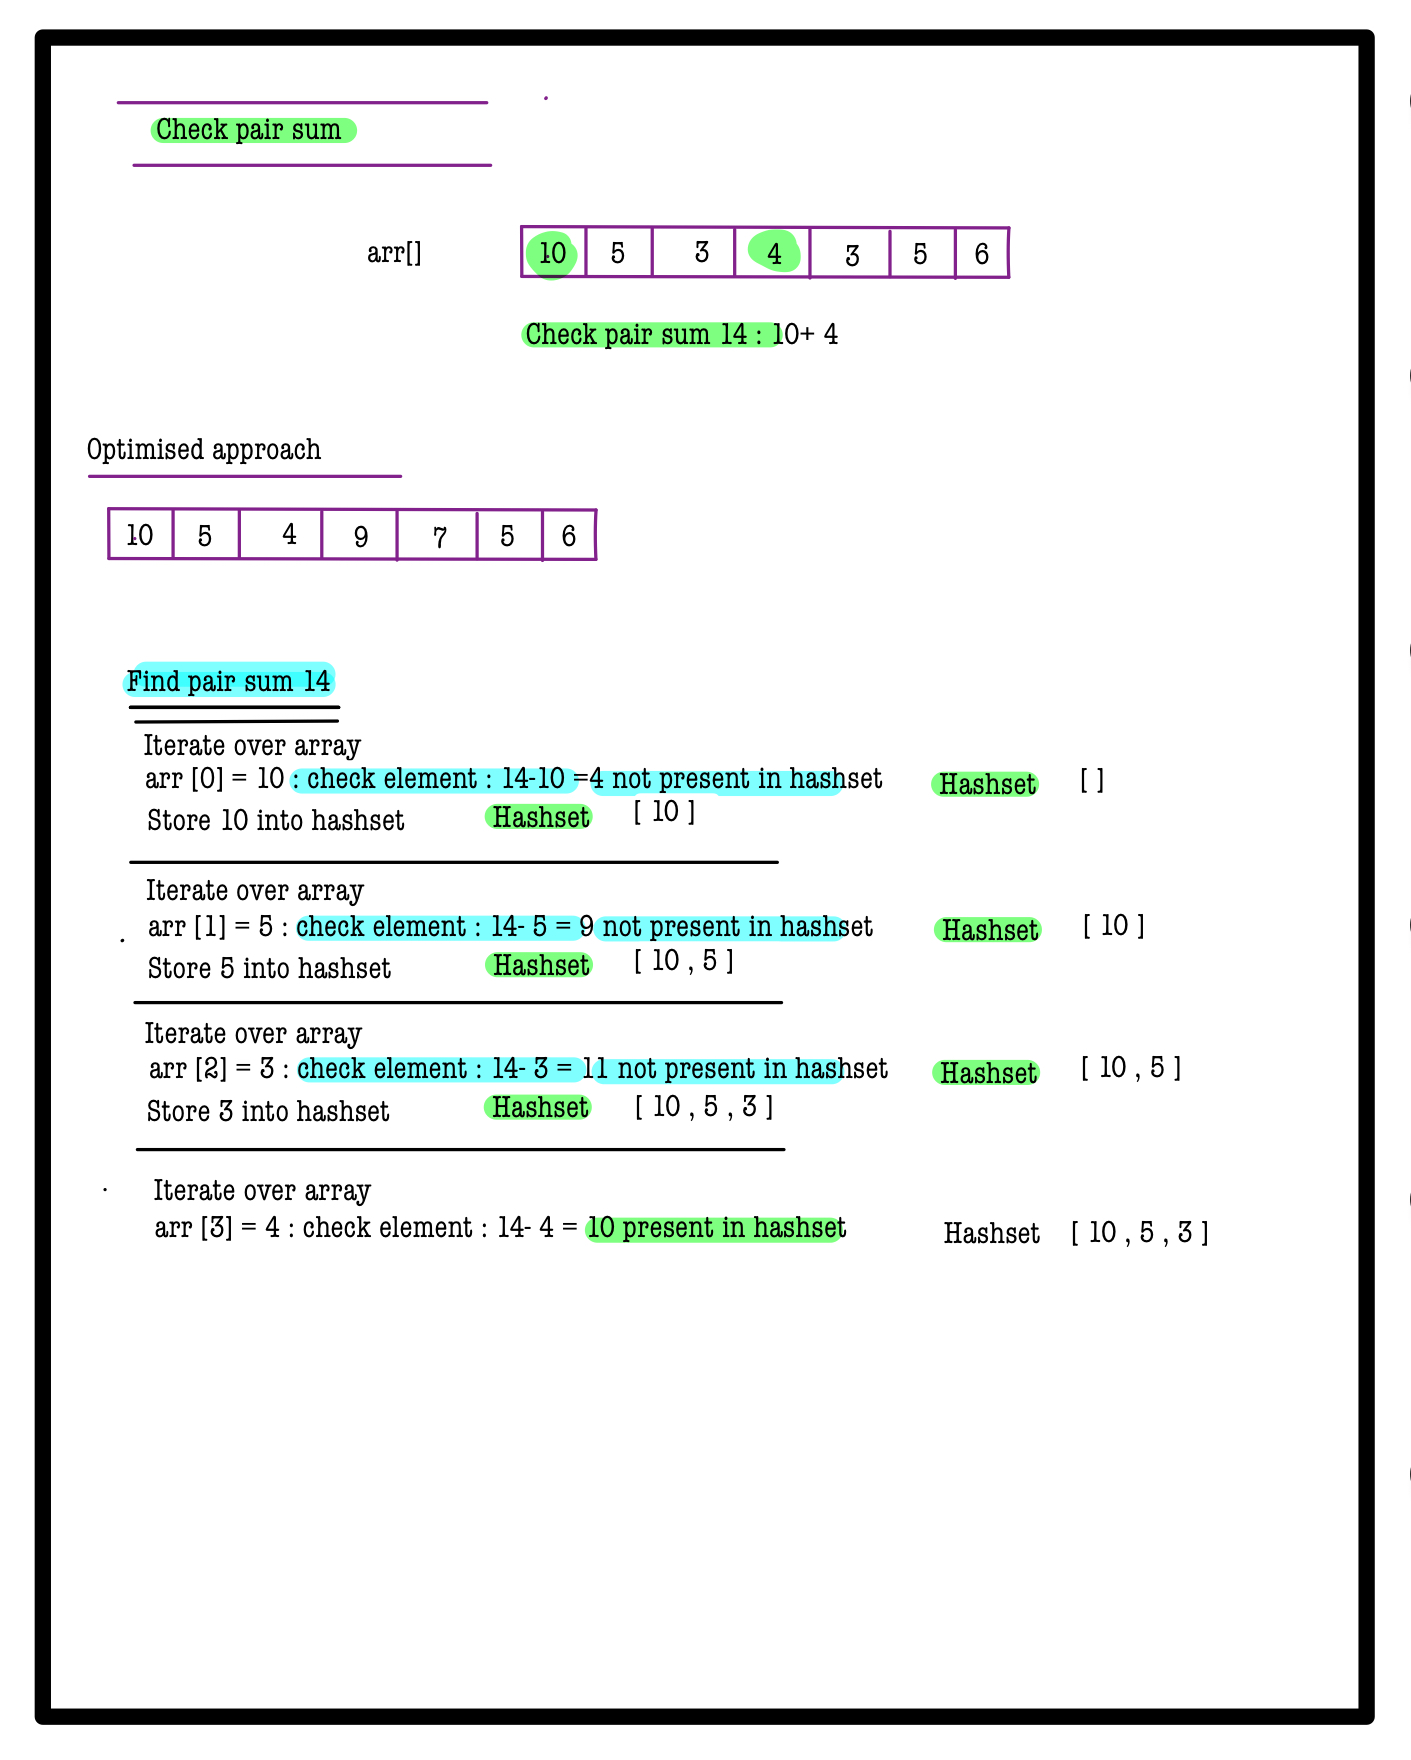 Check pair sum
arr[] 10 5 3 4 3 5 6
Check pair sum 14 : 10+ 4
Optimised approach
10 5 4 9 7 5 6
Find pair sum 14
Iterate over array
arr [0] = 10 : check element : 14-10 =4 not present in hashset Hashset [ ]
Store 10 into hashset Hashset [ 10 ]
Iterate over array
arr [1] = 5 : check element : 14- 5 = 9 not present in hashset Hashset [ 10 ]
Store 5 into hashset Hashset [ 10 , 5 ]
Iterate over array
arr [2] = 3 : check element : 14- 3 = 11 not present in hashset Hashset [ 10 , 5 ]
Store 3 into hashset Hashset [ 10 , 5 , 3 ]
Iterate over array
arr [3] = 4 : check element : 14- 4 = 10 present in hashset Hashset [ 10 , 5 , 3 ]